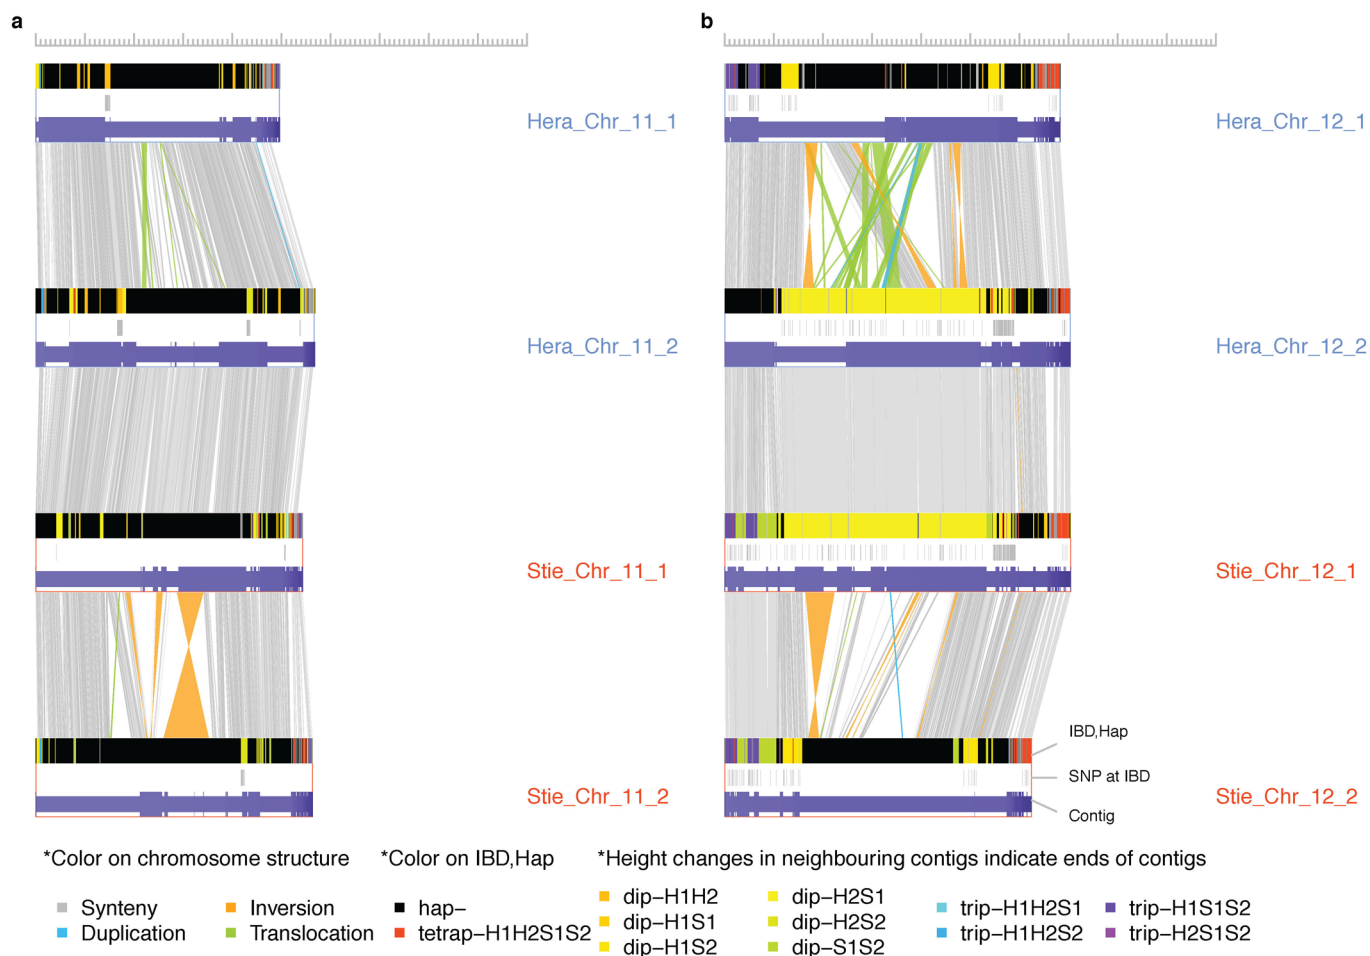 a
b
Hera_Chr_11_1
Hera_Chr_12_1
Hera_Chr_11_2
Hera_Chr_12_2
Stie_Chr_11_1
Stie_Chr_12_1
IBD,Hap
SNP at IBD
Stie_Chr_11_2
Stie_Chr_12_2
Contig
*Color on chromosome structure
Synteny
Inversion
Duplication
Translocation
*Color on IBD,Hap
hap–
tetrap–H1H2S1S2
*Height changes in neighbouring contigs indicate ends of contigs
dip–H1H2
dip–H2S1
trip–H1H2S1
trip–H1S1S2
dip–H1S1
dip–H2S2
trip–H1H2S2
trip–H2S1S2
dip–H1S2
dip–S1S2